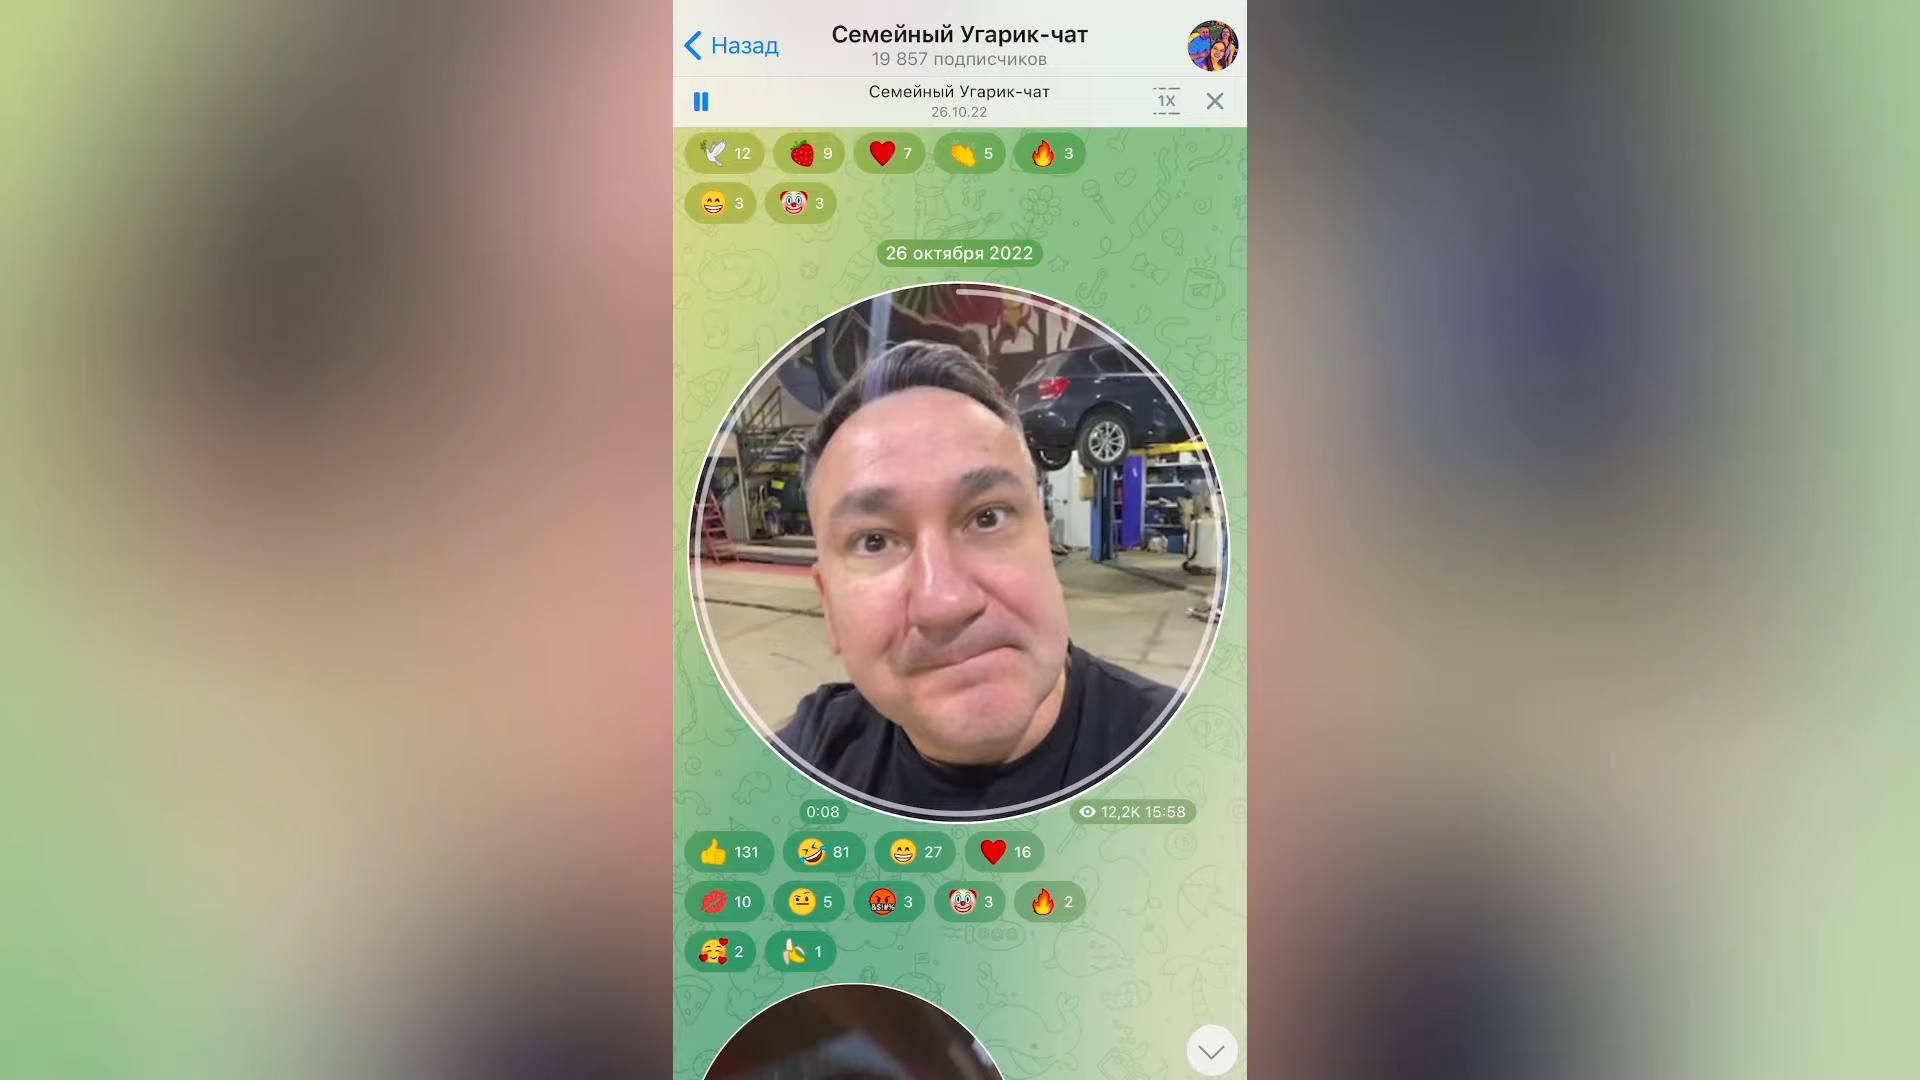 Назад
Семейный Угарик-чат
19 857 подписчиков
Семейный Угарик-чат
1X
26.10.22
12 9 7 5 3
3 3
26 октября 2022
0:08
12,2K 15:58
131 81 27 16
10 5 3 3 2
2 1